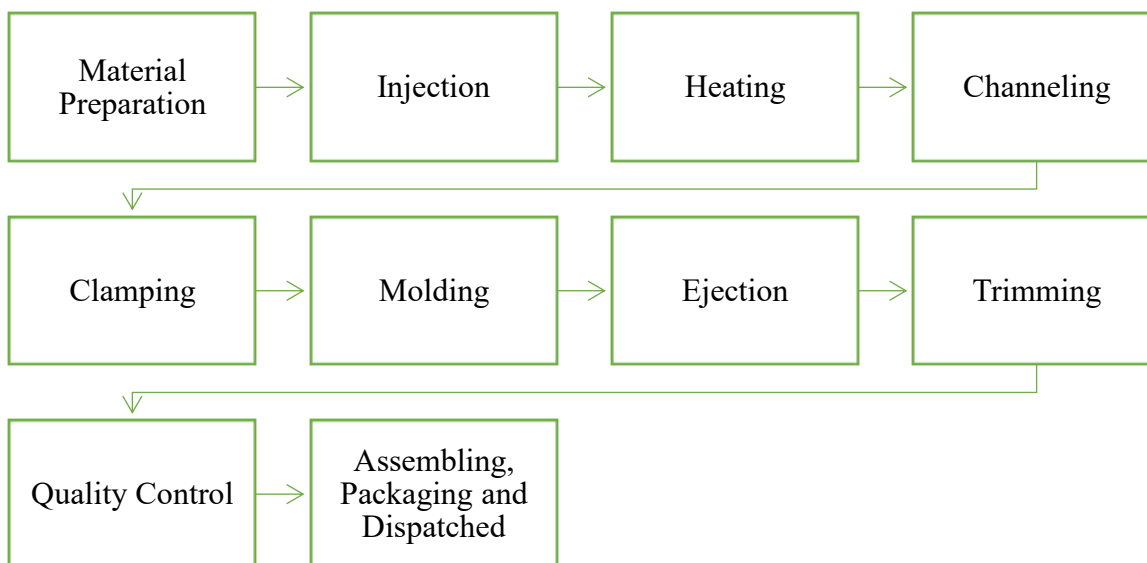 Material
Preparation
Injection
Heating
Channeling
Clamping
Molding
Ejection
Trimming
Quality Control
Assembling,
Packaging and
Dispatched